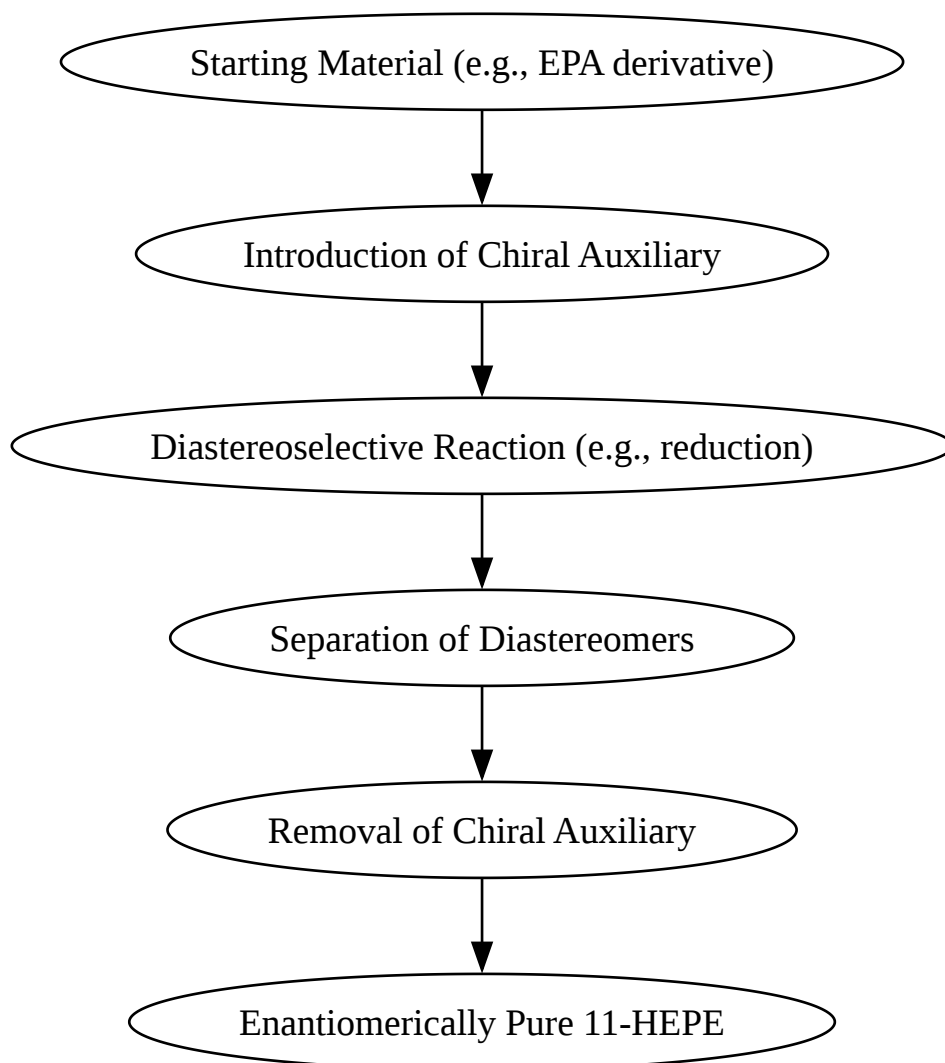 Starting Material (e.g., EPA derivative)
Introduction of Chiral Auxiliary
Diastereoselective Reaction (e.g., reduction)
Separation of Diastereomers
Removal of Chiral Auxiliary
Enantiomerically Pure 11-HEPE